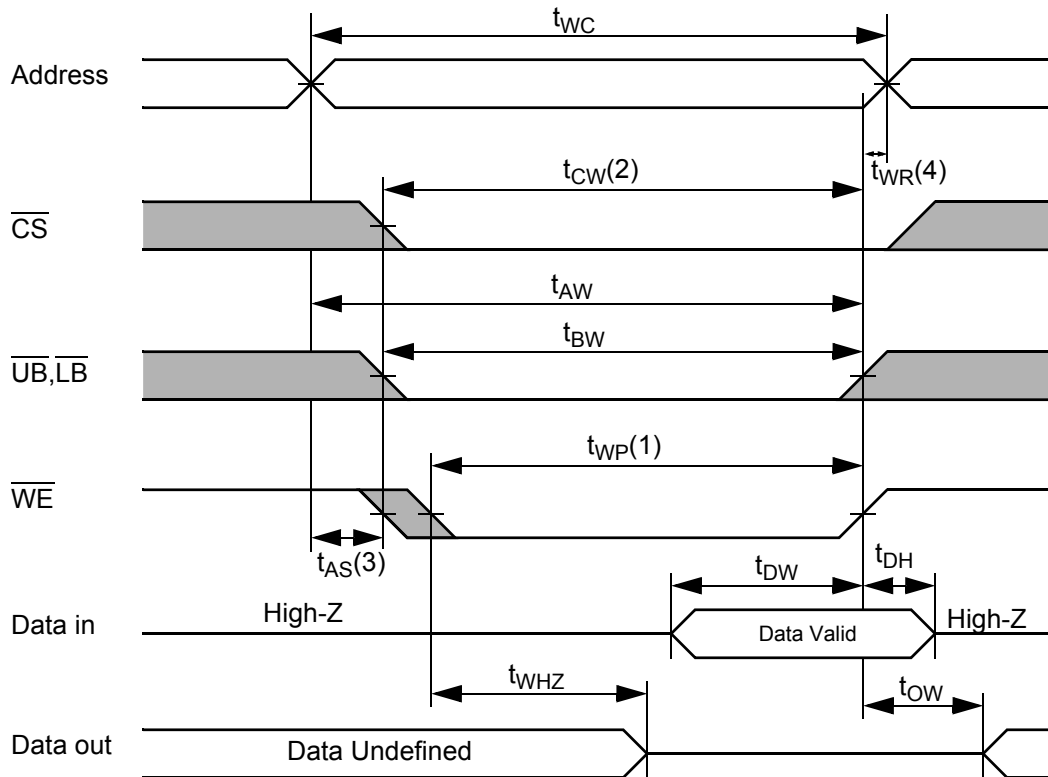 tWC
Address
tCW(2)
tWR(4)
CS
tAW
tBW
UB,LB
tWP(1)
WE
tAS(3)
tDW
tDH
Data in
High-Z
Data Valid
High-Z
tWHZ
tOW
Data out
Data Undefined